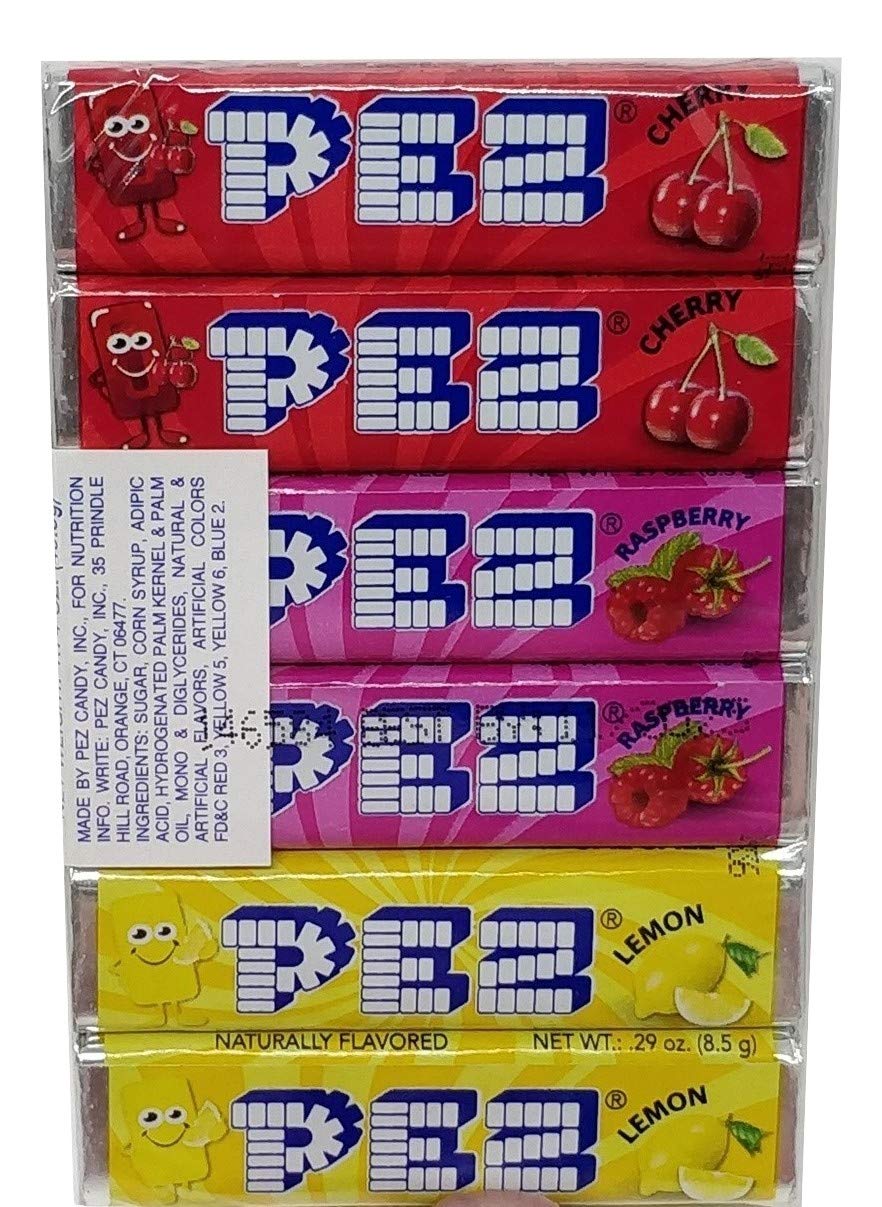 PEZ® CHERRY
PEZ® CHERRY
PEZ® RASPBERRY
PEZ® RASPBERRY
MADE BY PEZ CANDY, INC., FOR NUTRITION
INFO. WRITE: PEZ CANDY, INC., 35 PRINDLE
HILL ROAD, ORANGE, CT 06477.
INGREDIENTS: SUGAR, CORN SYRUP, ADIPIC
ACID, HYDROGENATED PALM KERNEL & PALM
OIL, MONO & DIGLYCERIDES, NATURAL &
ARTIFICIAL FLAVORS, ARTIFICIAL COLORS
FD&C RED 3, YELLOW 5, YELLOW 6, BLUE 2.
PEZ® LEMON
NATURALLY FLAVORED NET WT.: .29 oz. (8.5 g)
PEZ® LEMON